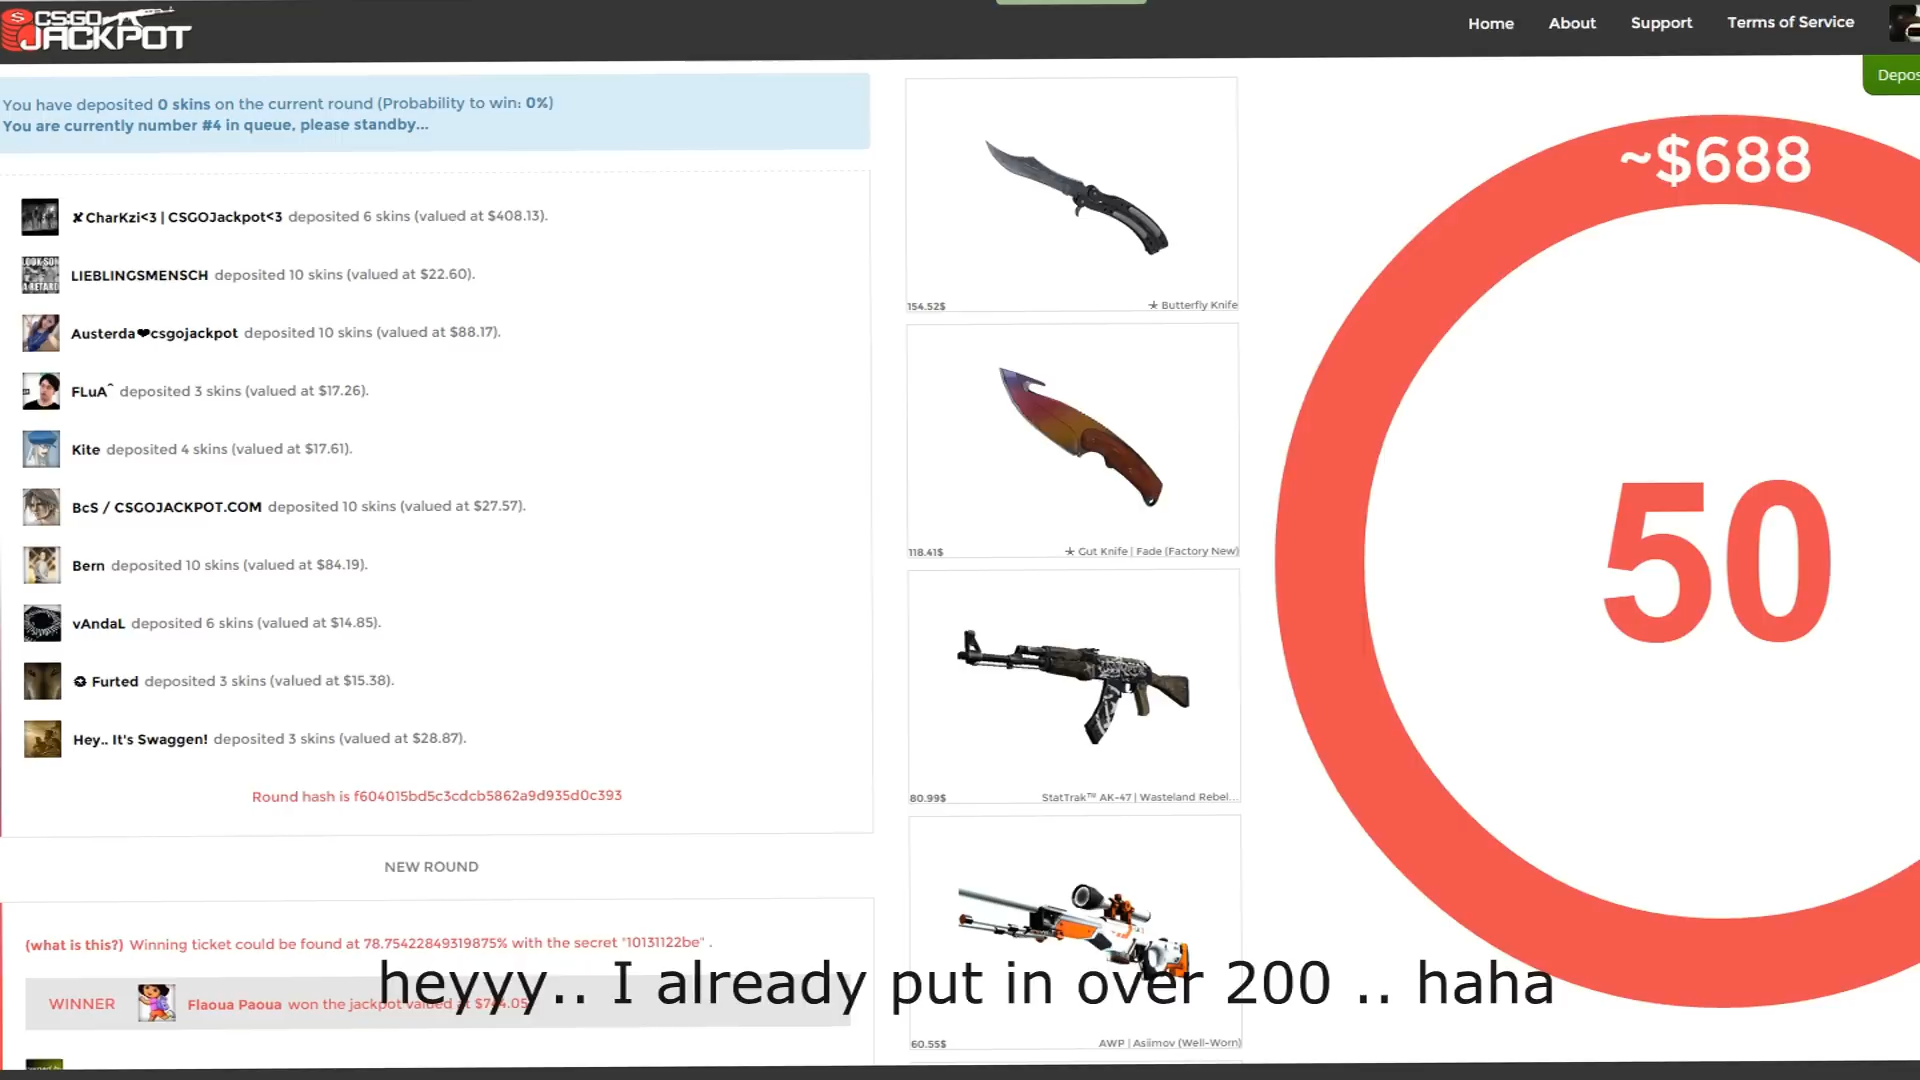 CS:GO
JACKPOT
Home
About
Support
Terms of Service
Depos
You have deposited 0 skins on the current round (Probability to win: 0%)
You are currently number #4 in queue, please standby...
✘CharKzi<3 | CSGOJackpot<3 deposited 6 skins (valued at $408.13).
LIEBLINGSMENSCH deposited 10 skins (valued at $22.60).
Austerda❤csgojackpot deposited 10 skins (valued at $88.17).
FLuA^ deposited 3 skins (valued at $17.26).
Kite deposited 4 skins (valued at $17.61).
BcS / CSGOJACKPOT.COM deposited 10 skins (valued at $27.57).
Bern deposited 10 skins (valued at $84.19).
vAndaL deposited 6 skins (valued at $14.85).
✪ Furted deposited 3 skins (valued at $15.38).
Hey.. It's Swaggen! deposited 3 skins (valued at $28.87).
Round hash is f604015bd5c3cdcb5862a9d935d0c393
NEW ROUND
(what is this?) Winning ticket could be found at 78.75422849319875% with the secret "10131122be" .
WINNER
Flaoua Paoua won the jackpot valued at
154.52$
★ Butterfly Knife
118.41$
★ Gut Knife | Fade (Factory New)
80.99$
StatTrak™ AK-47 | Wasteland Rebel...
60.55$
AWP | Asiimov (Well-Worn)
~$688
50
heyyy.. I already put in over 200 .. haha